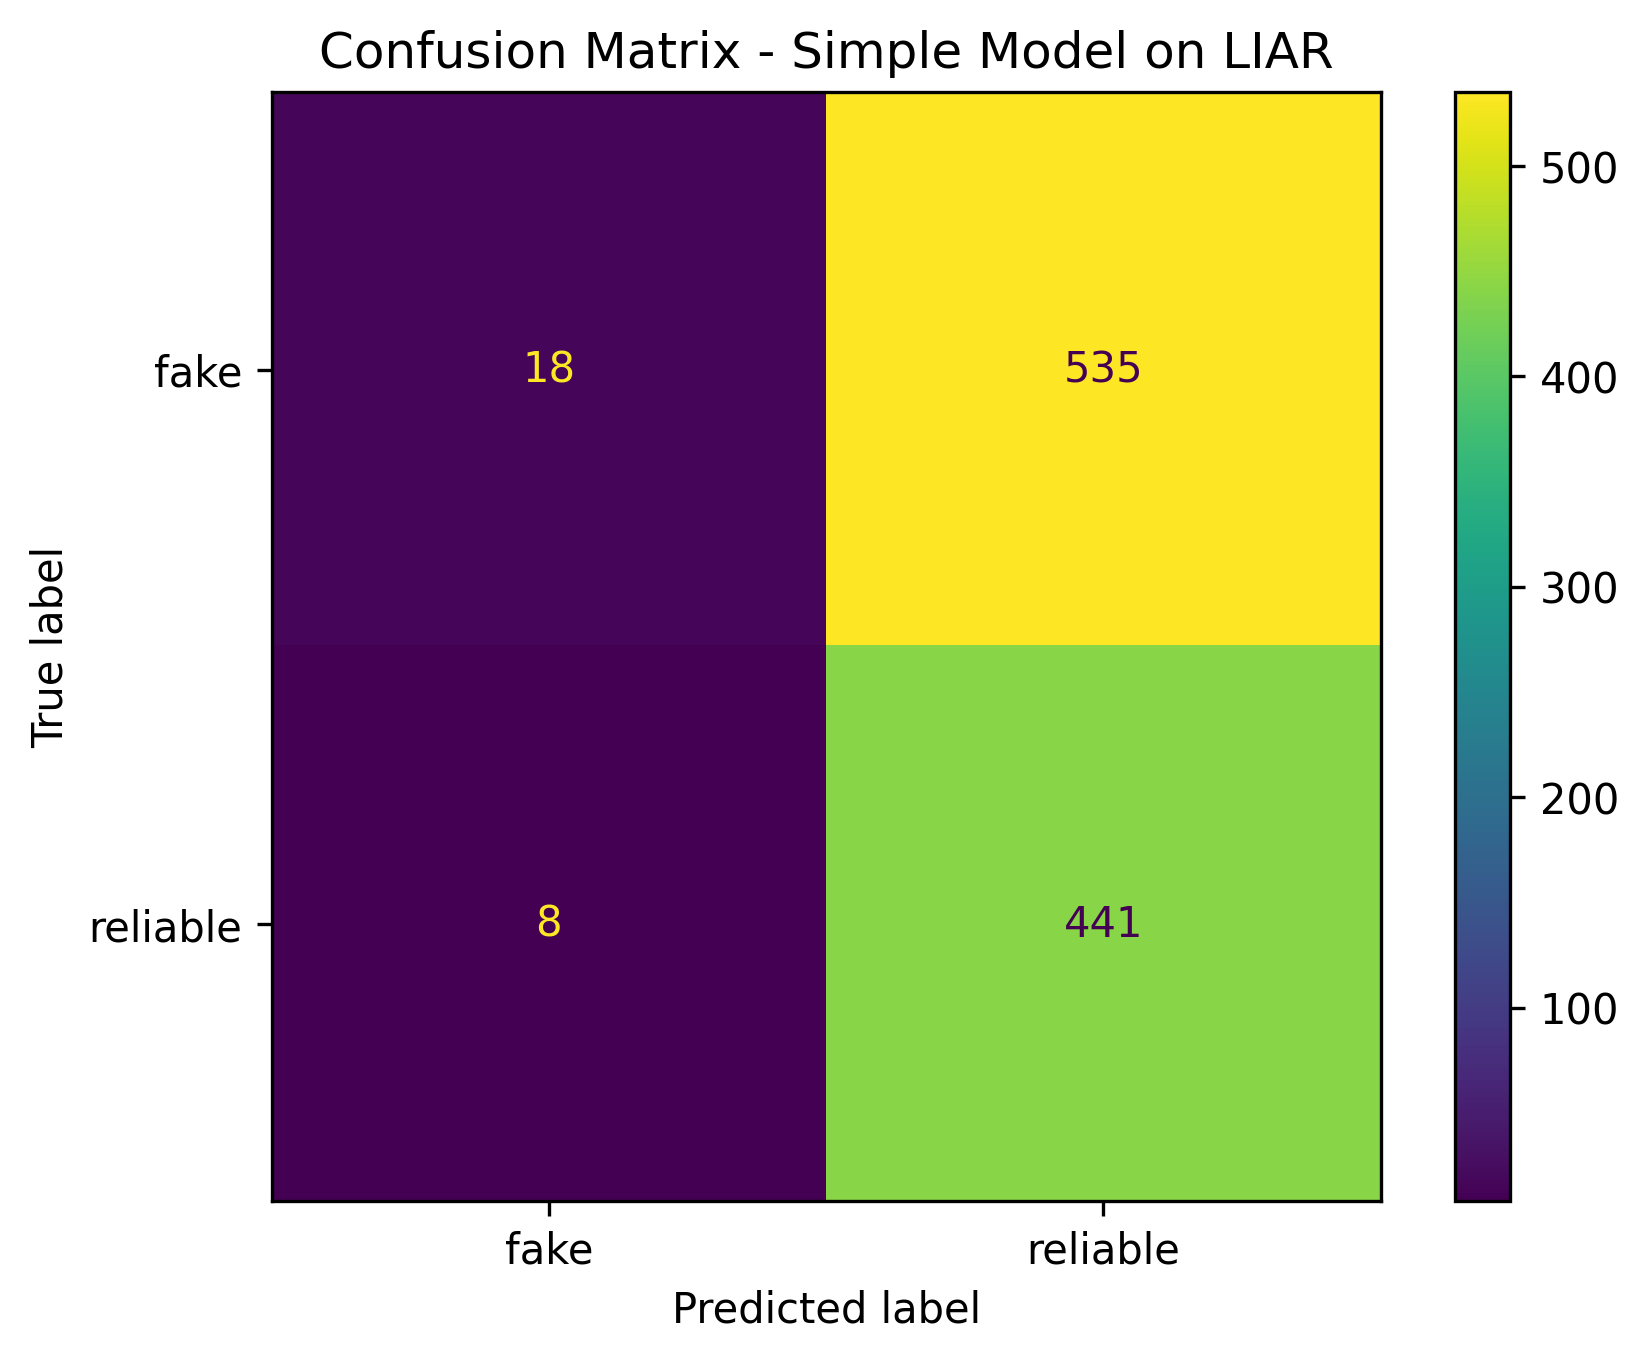 Confusion Matrix - Simple Model on LIAR
True label
fake
18
535
reliable
8
441
fake
reliable
Predicted label
500
400
300
200
100